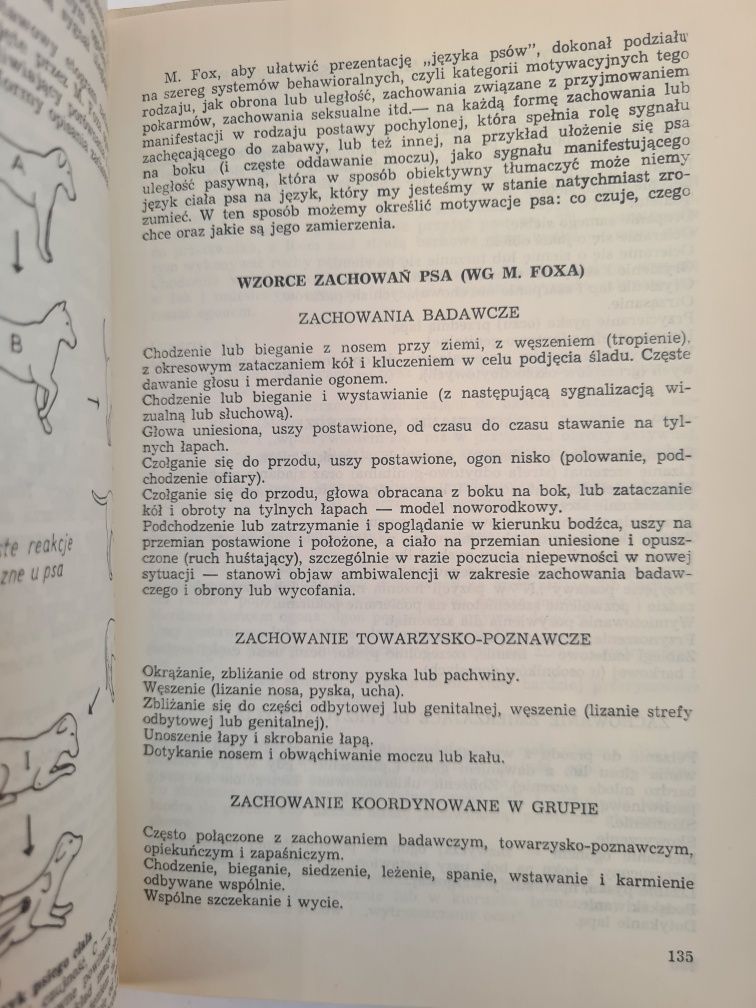 M. Fox, aby ułatwić prezentację „języka psów”, dokonał podziału
na szereg systemów behawioralnych, czyli kategorii motywacyjnych tego
rodzaju, jak obrona lub uległość, zachowania związane z przyjmowaniem
pokarmów, zachowania seksualne itd.— na każdą formę zachowania lub
manifestacji w rodzaju postawy pochylonej, która spełnia rolę sygnału
zachęcającego do zabawy, lub też innej, na przykład ułożenie się psa
na boku (i częste oddawanie moczu), jako sygnału manifestującego
uległość pasywną, która w sposób obiektywny tłumaczyć może niemy
język ciała psa na język, który my jesteśmy w stanie natychmiast zro-
zumieć. W ten sposób możemy określić motywacje psa: co czuje, czego
chce oraz jakie są jego zamierzenia.
WZORCE ZACHOWAŃ PSA (WG M. FOXA)
ZACHOWANIA BADAWCZE
Chodzenie lub bieganie z nosem przy ziemi, z węszeniem (tropienie),
z okresowym zataczaniem kół i kluczeniem w celu podjęcia śladu. Częste
dawanie głosu i merdanie ogonem.
Chodzenie lub bieganie i wystawianie (z następującą sygnalizacją wi-
zualną lub słuchową).
Głowa uniesiona, uszy postawione, od czasu do czasu stawanie na tyl-
nych łapach.
Czołganie się do przodu, uszy postawione, ogon nisko (polowanie, pod-
chodzenie ofiary).
Czołganie się do przodu, głowa obracana z boku na bok, lub zataczanie
kół i obroty na tylnych łapach — model noworodkowy.
Podchodzenie lub zatrzymanie i spoglądanie w kierunku bodźca, uszy na
przemian postawione i położone, a ciało na przemian uniesione i opusz-
czone (ruch huštający), szczególnie w razie poczucia niepewności w nowej
sytuacji — stanowi objaw ambiwalencji w zakresie zachowania badaw-
czego i obrony lub wycofania.
ZACHOWANIE TOWARZYSKO-POZNAWCZE
Okrążanie, zbliżanie od strony pyska lub pachwiny.
Węszenie (lizanie nosa, pyska, ucha).
Zbliżanie się do części odbytowej lub genitalnej, węszenie (lizanie strefy
odbytowej lub genitalnej).
Unoszenie łapy i skrobanie łapą.
Dotykanie nosem i obwąchiwanie moczu lub kału.
ZACHOWANIE KOORDYNOWANE W GRUPIE
Często połączone z zachowaniem badawczym, towarzysko-poznawczym,
opiekuńczym i zapaśniczym.
Chodzenie, bieganie, siedzenie, leżenie, spanie, wstawanie i karmienie
odbywane wspólnie.
Wspólne szczekanie i wycie.
135
A
B
T
reakcje
u psa
I